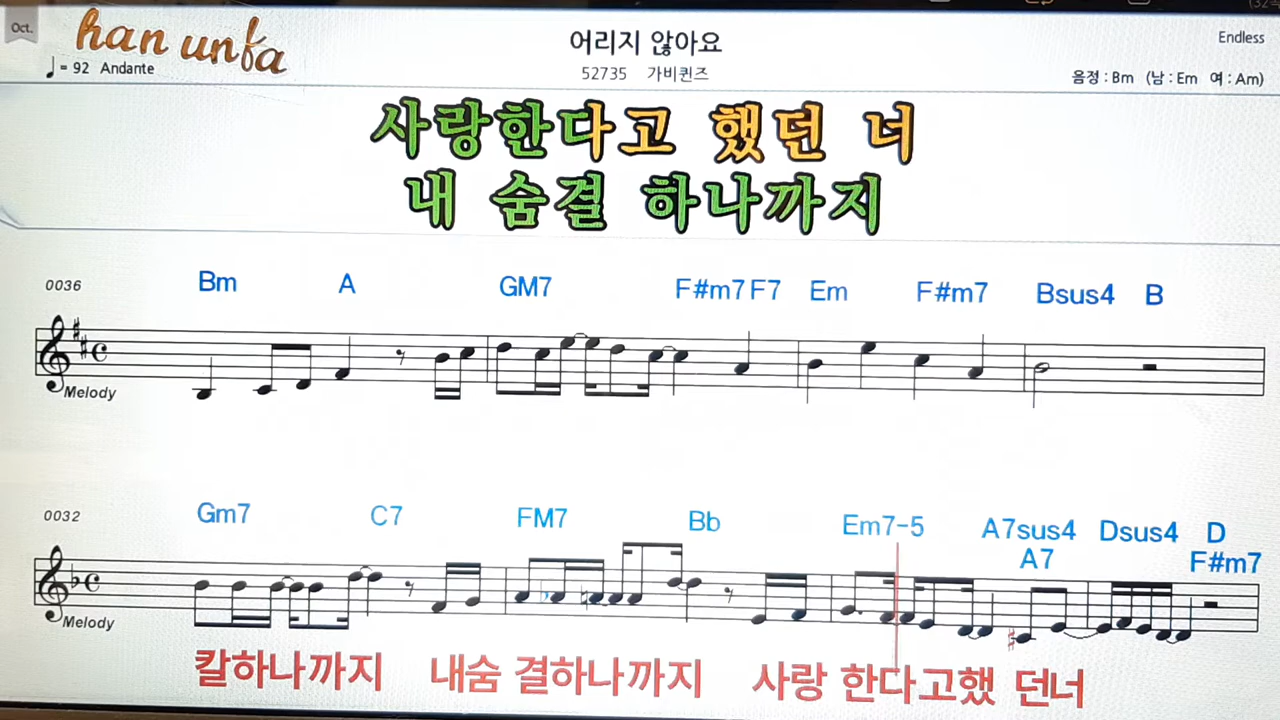 Oct.
han unfa
어리지 않아요
Endless
♩= 92 Andante
52735 가비퀸즈
음정 : Bm (남 : Em 여 : Am)
사랑한다고 했던 너
내 숨결 하나까지
0036
Bm A GM7 F#m7 F7 Em F#m7 Bsus4 B
Melody
0032
Gm7 C7 FM7 Bb Em7-5 A7sus4 Dsus4 D
A7 F#m7
Melody
칼하나까지 내숨 결하나까지 사랑 한다고했 던너